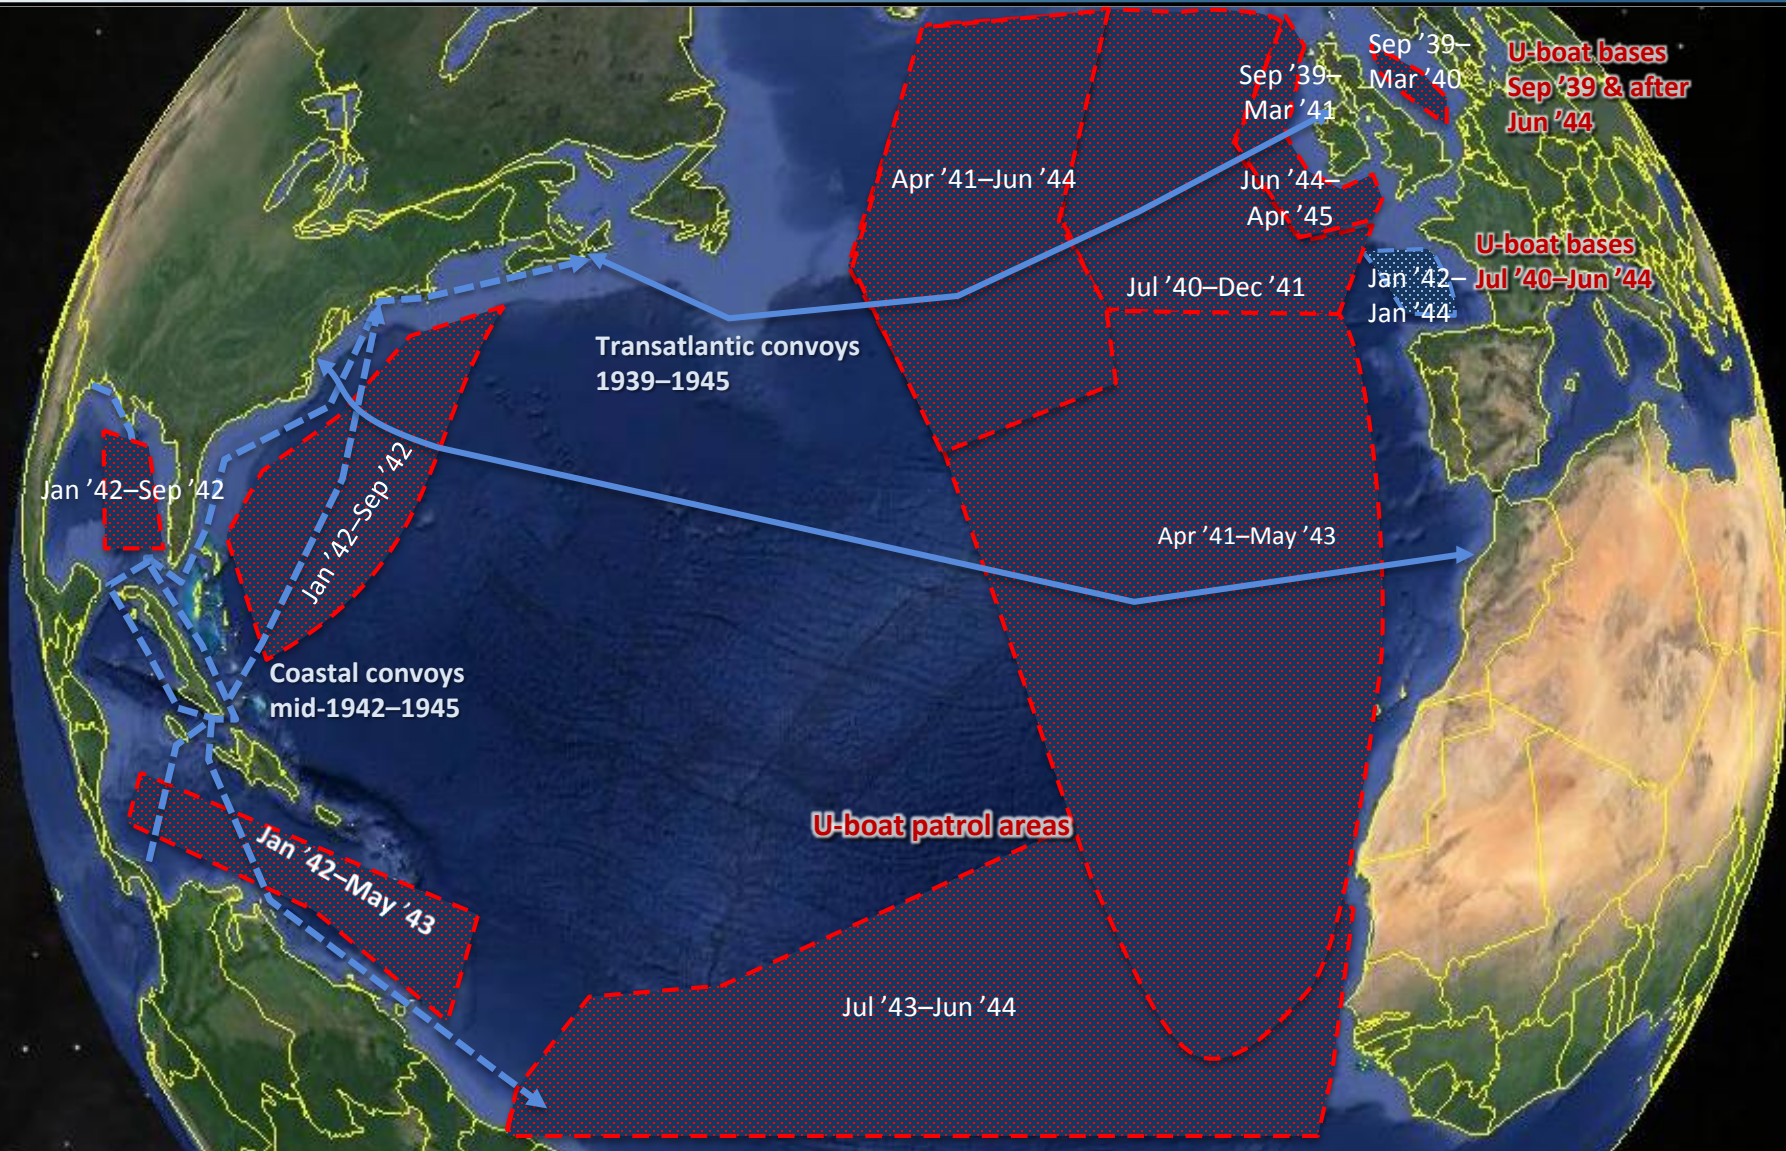 Sep ’39–
Mar ’40
U-boat bases
Sep ’39 & after
Jun ’44
Sep ’39–
Mar ’41
Apr ’41–Jun ’44
Jun ’44–
Apr ’45
U-boat bases
Jul ’40–Jun ’44
Jan ’42–
Jan ’44
Jul ’40–Dec ’41
Transatlantic convoys
1939–1945
Jan ’42–Sep ’42
Jan ’42–Sep ’42
Apr ’41–May ’43
Coastal convoys
mid-1942–1945
U-boat patrol areas
Jan ’42–May ’43
Jul ’43–Jun ’44